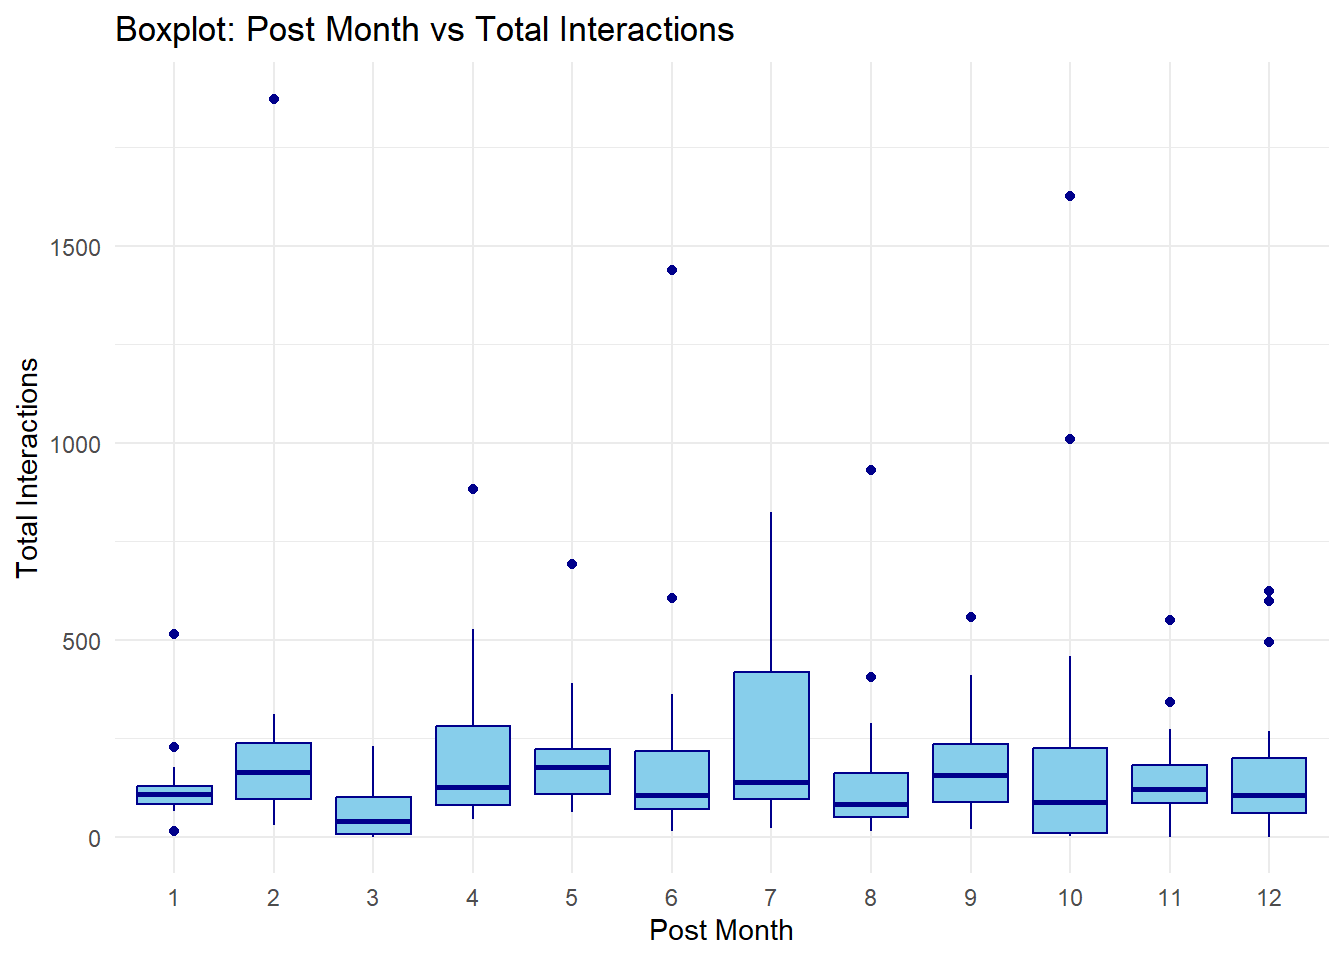 Boxplot: Post Month vs Total Interactions
Total Interactions
1500
1000
500
0
1 2 3 4 5 6 7 8 9 10 11 12
Post Month